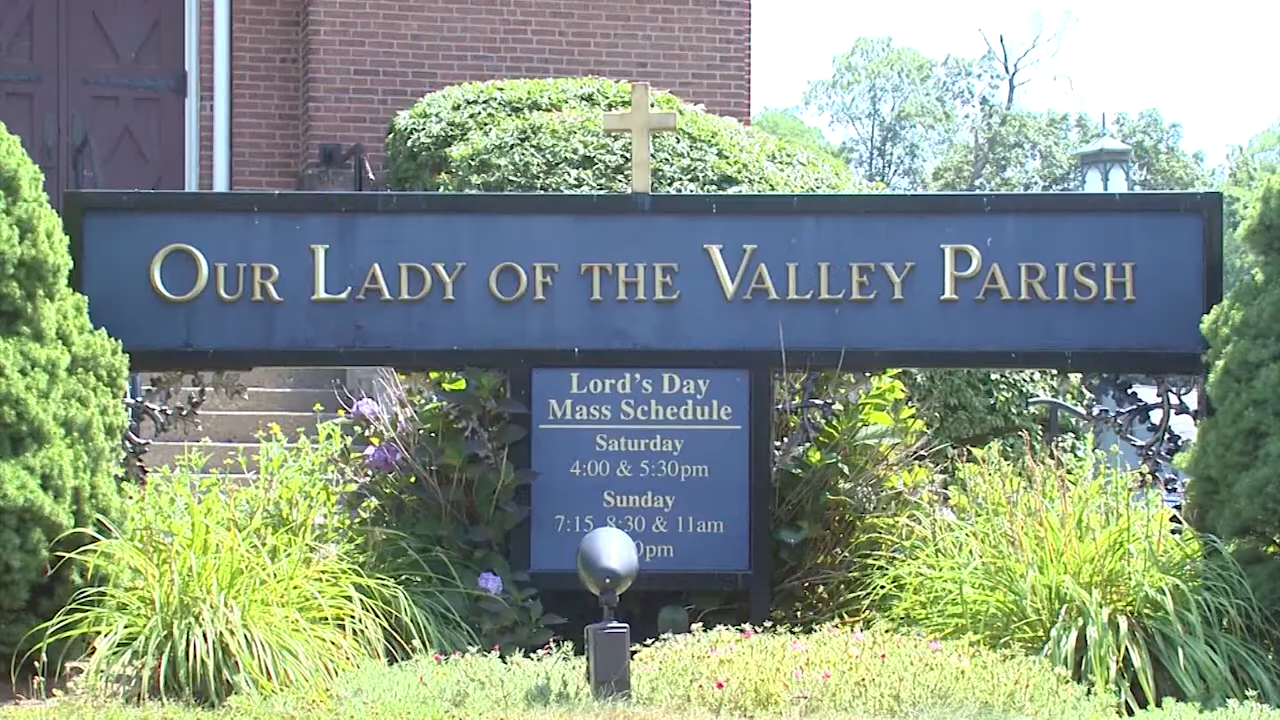 Our Lady of the Valley Parish
Lord's Day
Mass Schedule
Saturday
4:00 & 5:30pm
Sunday
7:15 8:30 & 11am